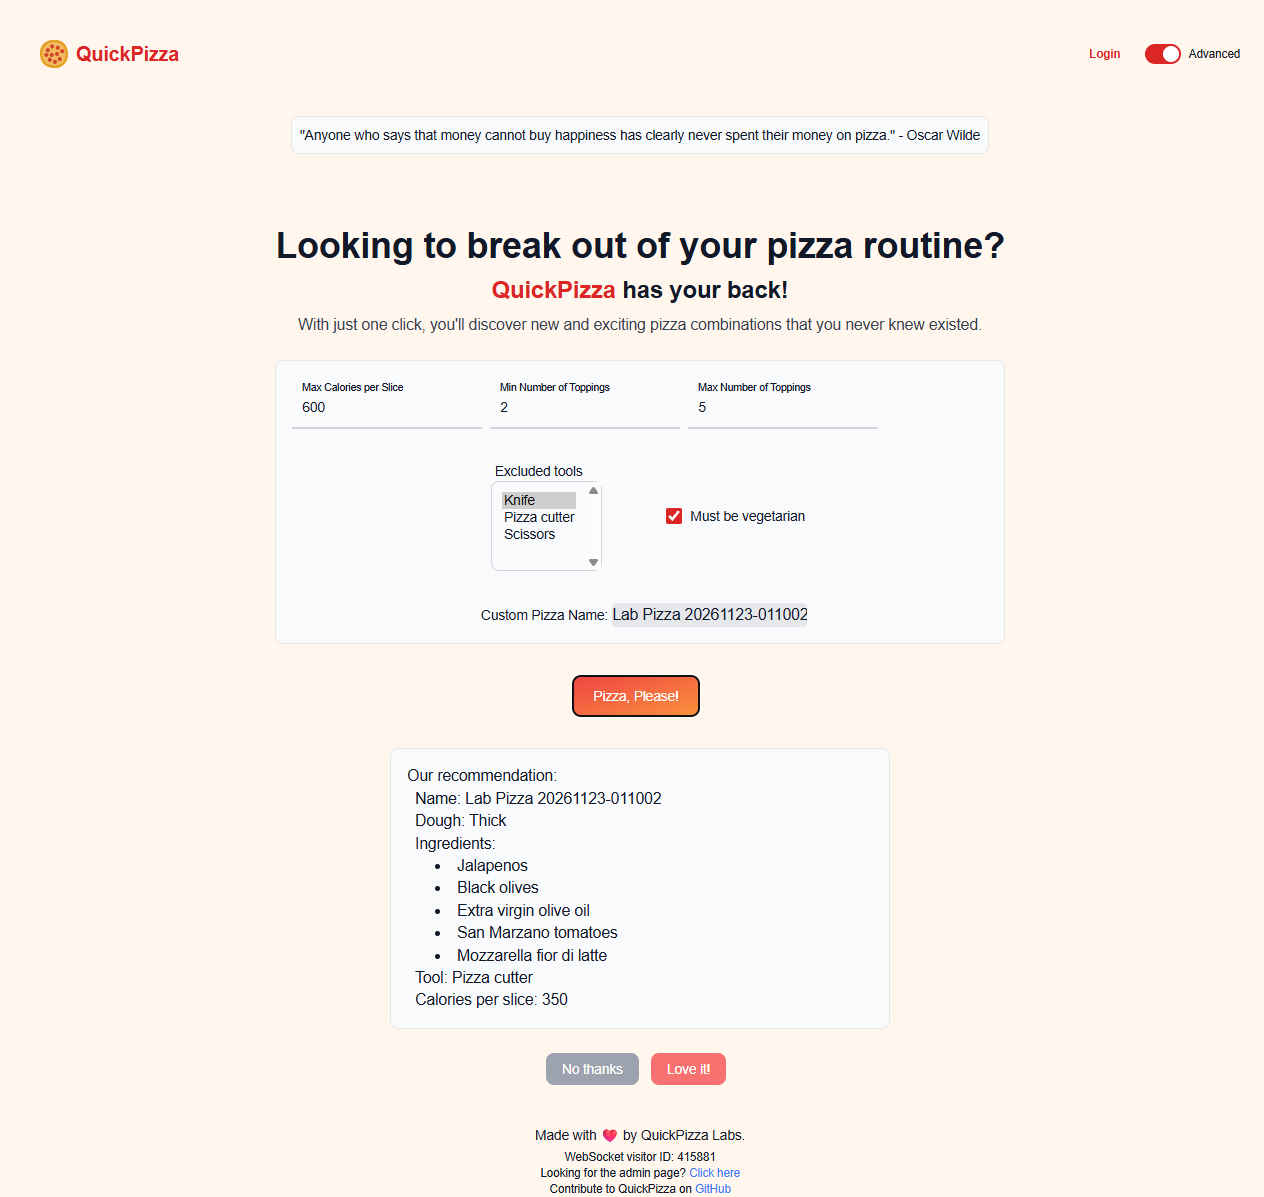 QuickPizza
Login
Advanced
"Anyone who says that money cannot buy happiness has clearly never spent their money on pizza." - Oscar Wilde
Looking to break out of your pizza routine?
QuickPizza has your back!
With just one click, you'll discover new and exciting pizza combinations that you never knew existed.
Max Calories per Slice
600
Min Number of Toppings
2
Max Number of Toppings
5
Excluded tools
Knife
Pizza cutter
Scissors
Must be vegetarian
Custom Pizza Name: Lab Pizza 20261123-011002
Pizza, Please!
Our recommendation:
Name: Lab Pizza 20261123-011002
Dough: Thick
Ingredients:
• Jalapenos
• Black olives
• Extra virgin olive oil
• San Marzano tomatoes
• Mozzarella fior di latte
Tool: Pizza cutter
Calories per slice: 350
No thanks
Love it!
Made with ❤️ by QuickPizza Labs.
WebSocket visitor ID: 415881
Looking for the admin page? Click here
Contribute to QuickPizza on GitHub